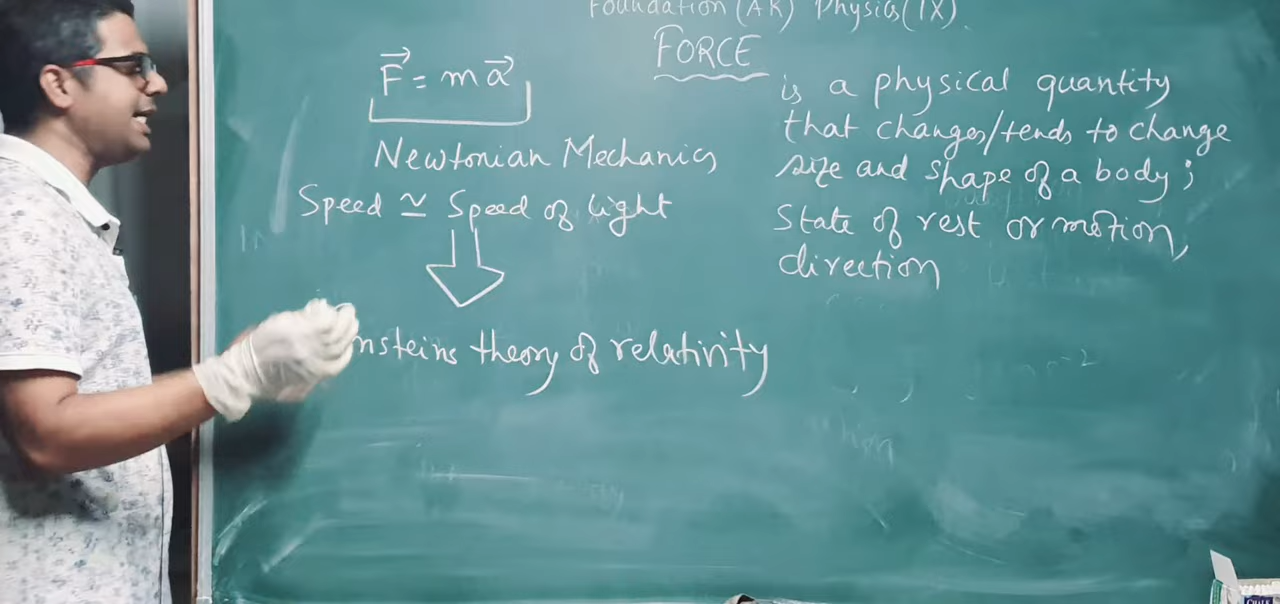 Foundation (AK) Physics (IX).
FORCE
F = ma
Newtonian Mechanics
Speed ≃ Speed of light
nsteins theory of relativity
is a physical quantity
that changes/tends to change
size and shape of a body;
State of rest or motion,
direction